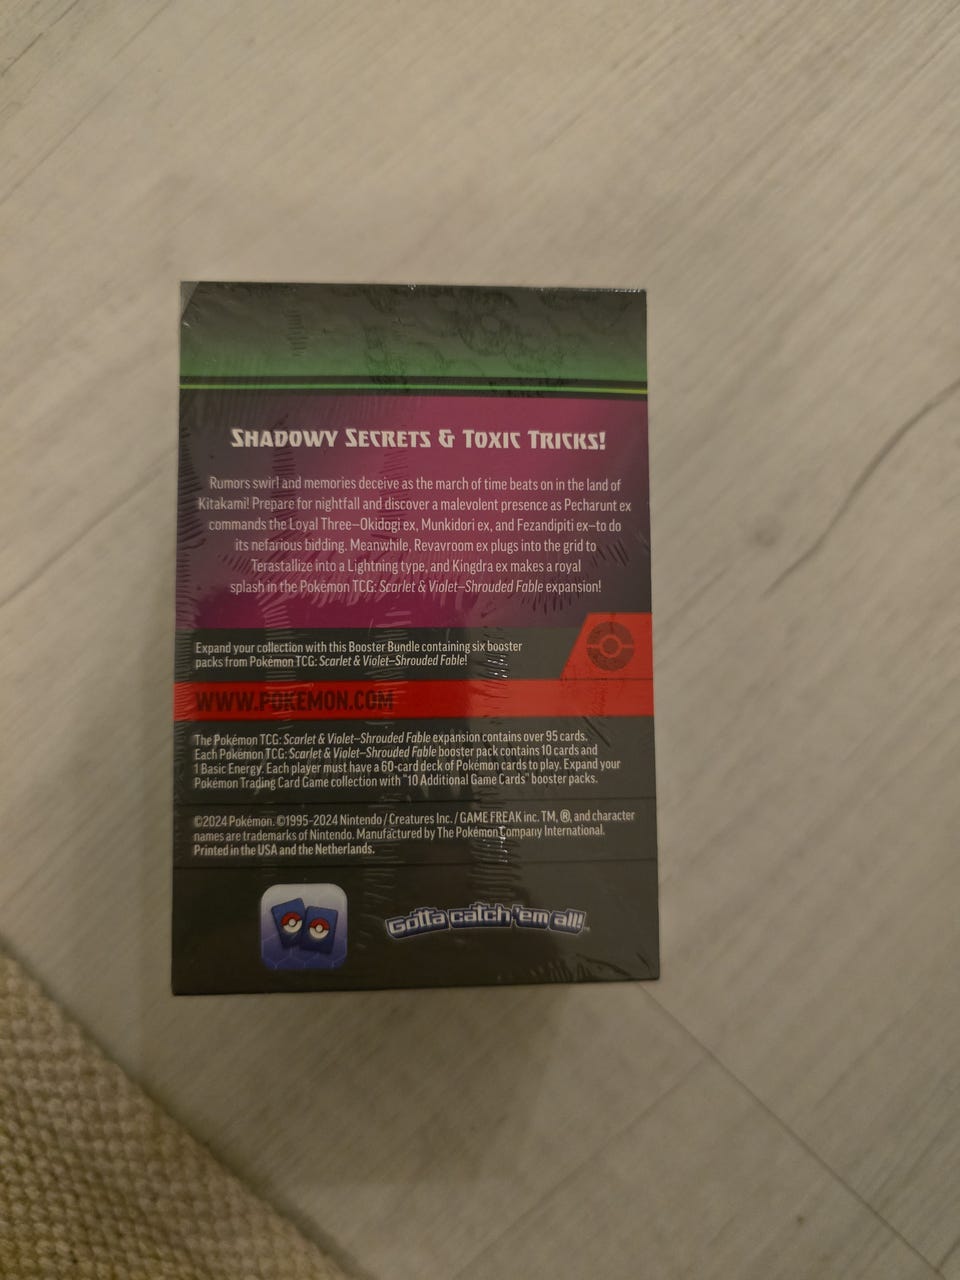 Shadowy Secrets & Toxic Tricks!
Rumors swirl and memories deceive as the march of time beats on in the land of
Kitakami! Prepare for nightfall and discover a malevolent presence as Pecharunt ex
commands the Loyal Three—Okidogi ex, Munkidori ex, and Fezandipiti ex—to do
its nefarious bidding. Meanwhile, Revavroom ex plugs into the grid to
Terastallize into a Lightning type, and Kingdra ex makes a royal
splash in the Pokémon TCG: Scarlet & Violet—Shrouded Fable expansion!
Expand your collection with this Booster Bundle containing six booster
packs from Pokémon TCG: Scarlet & Violet—Shrouded Fable!
WWW.POKEMON.COM
The Pokémon TCG: Scarlet & Violet—Shrouded Fable expansion contains over 95 cards.
Each Pokémon TCG: Scarlet & Violet—Shrouded Fable booster pack contains 10 cards and
1 Basic Energy. Each player must have a 60-card deck of Pokémon cards to play. Expand your
Pokémon Trading Card Game collection with "10 Additional Game Cards" booster packs.
©2024 Pokémon. ©1995–2024 Nintendo / Creatures Inc. / GAME FREAK inc. TM, ®, and character
names are trademarks of Nintendo. Manufactured by The Pokémon Company International.
Printed in the USA and the Netherlands.
Gotta catch 'em all!™